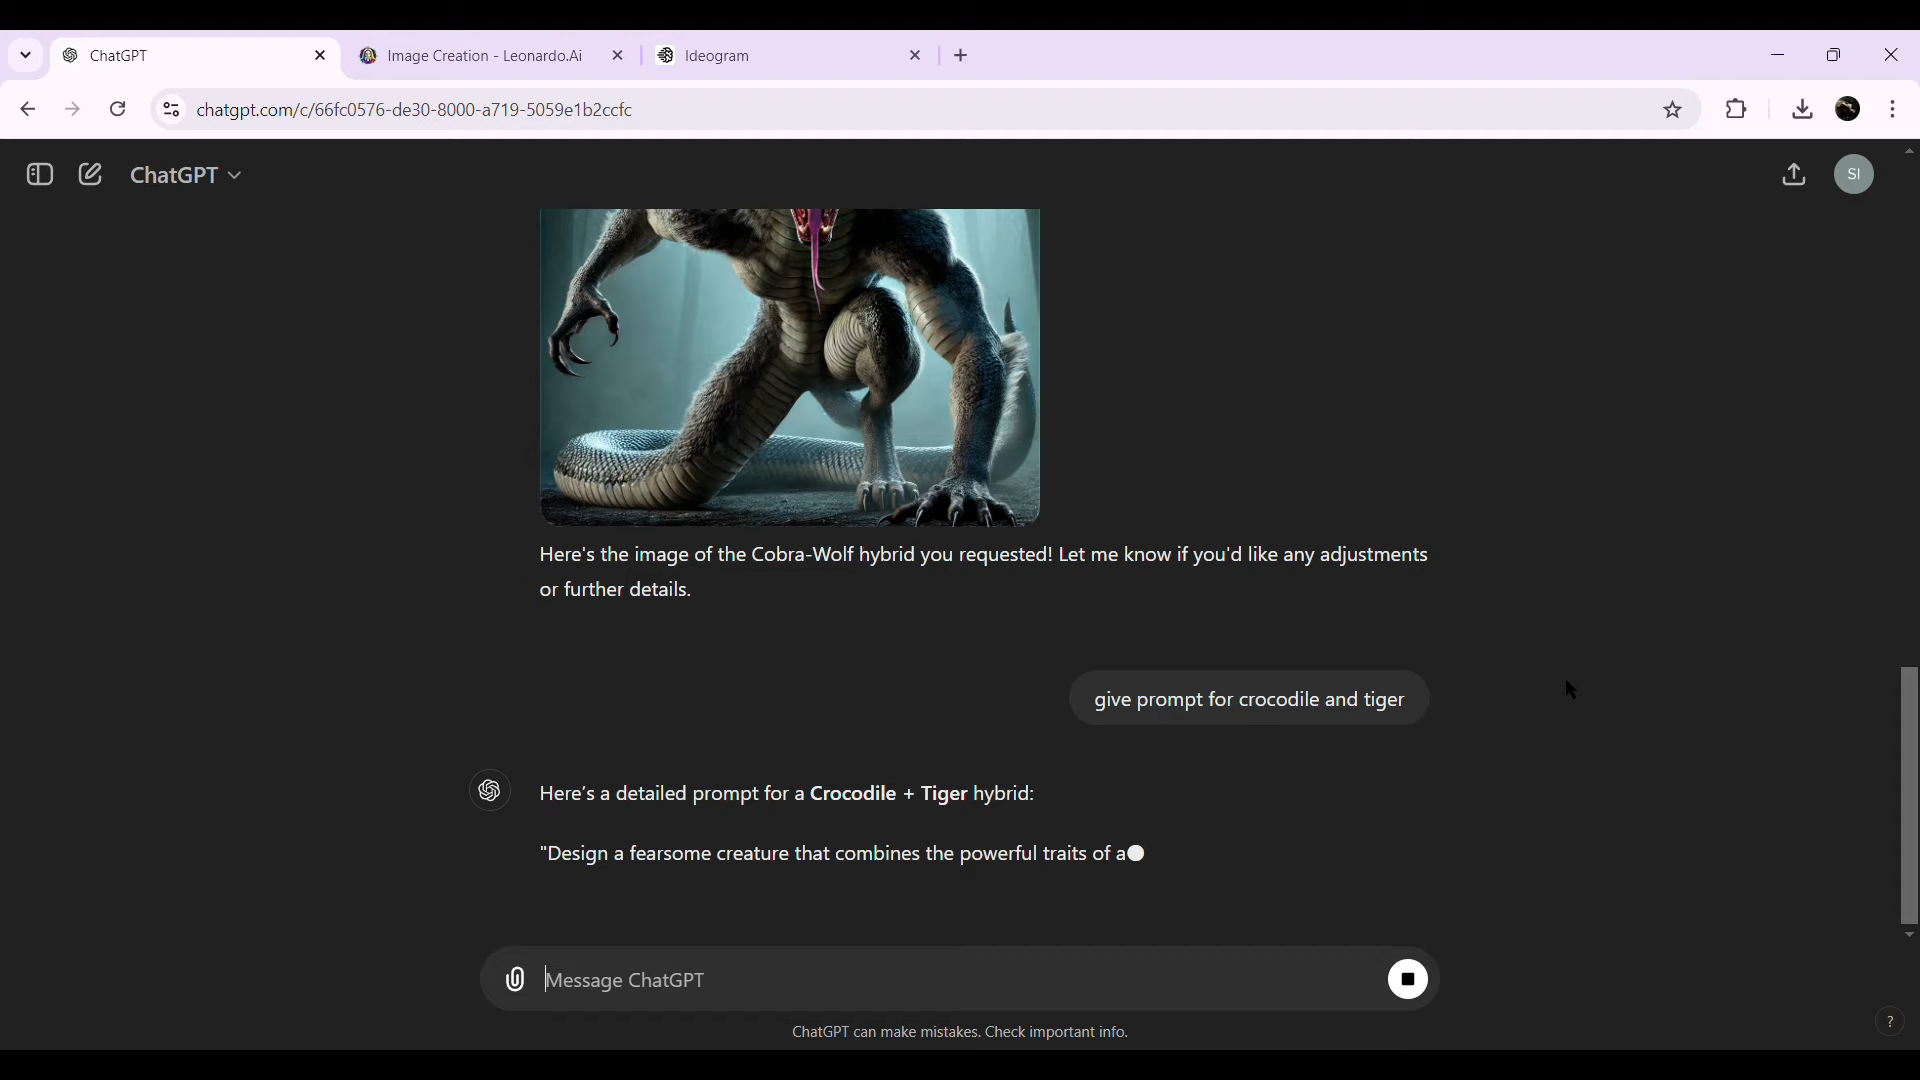 ChatGPT
Image Creation - Leonardo.Ai
Ideogram
chatgpt.com/c/66fc0576-de30-8000-a719-5059e1b2ccfc
ChatGPT
SI
Here's the image of the Cobra-Wolf hybrid you requested! Let me know if you'd like any adjustments
or further details.
give prompt for crocodile and tiger
Here’s a detailed prompt for a Crocodile + Tiger hybrid:
"Design a fearsome creature that combines the powerful traits of a
Message ChatGPT
ChatGPT can make mistakes. Check important info.
?